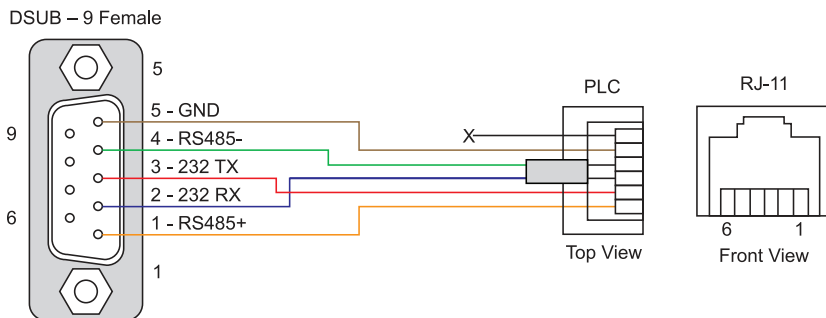 DSUB – 9 Female
5
9
6
1
5 - GND
4 - RS485-
3 - 232 TX
2 - 232 RX
1 - RS485+
X
PLC
Top View
RJ-11
6 1
Front View